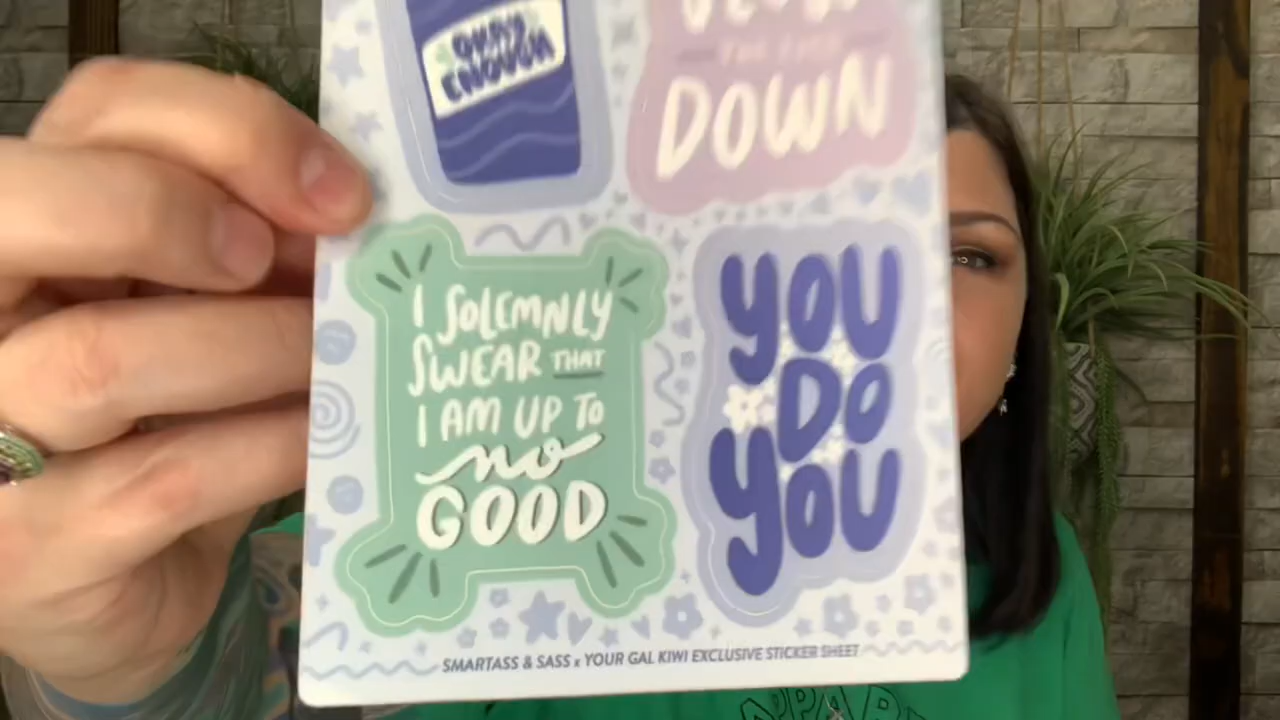 ENOUGH
DOWN
I SOLEMNLY
SWEAR THAT
I AM UP TO
no
GOOD
YOU
DO
YOU
SMARTASS & SASS x YOUR GAL KIWI EXCLUSIVE STICKER SHEET